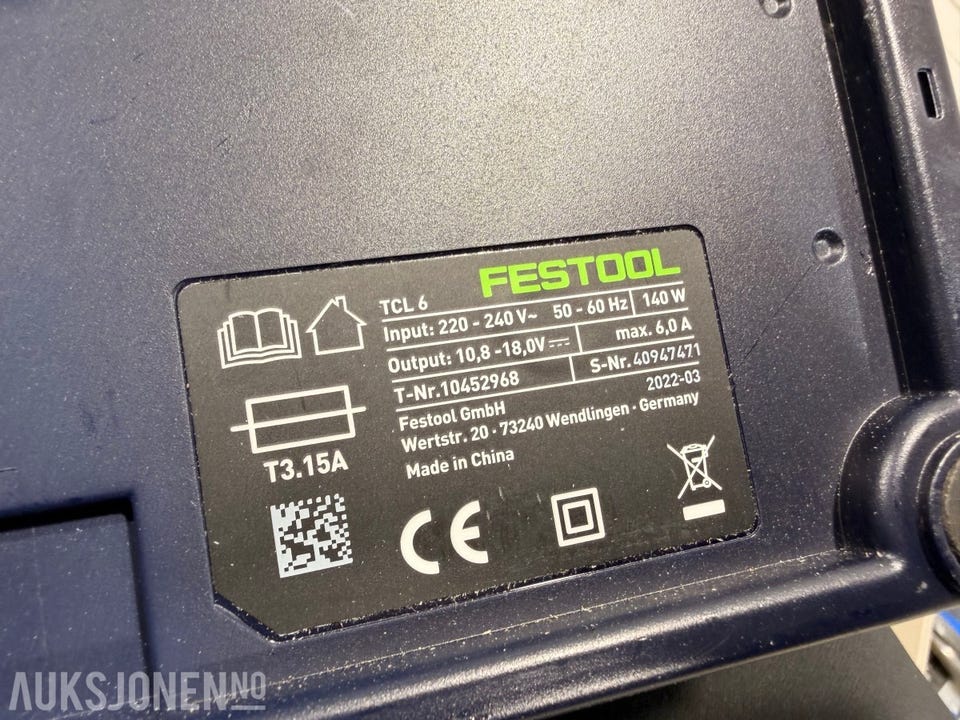 FESTOOL
TCL 6
Input: 220 - 240 V~ 50 - 60 Hz 140 W
Output: 10,8 -18,0V max. 6,0 A
T-Nr.10452968 S-Nr. 40947471
2022-03
Festool GmbH
Wertstr. 20 · 73240 Wendlingen · Germany
Made in China
T3.15A
CE
AUKSJONEN.NO